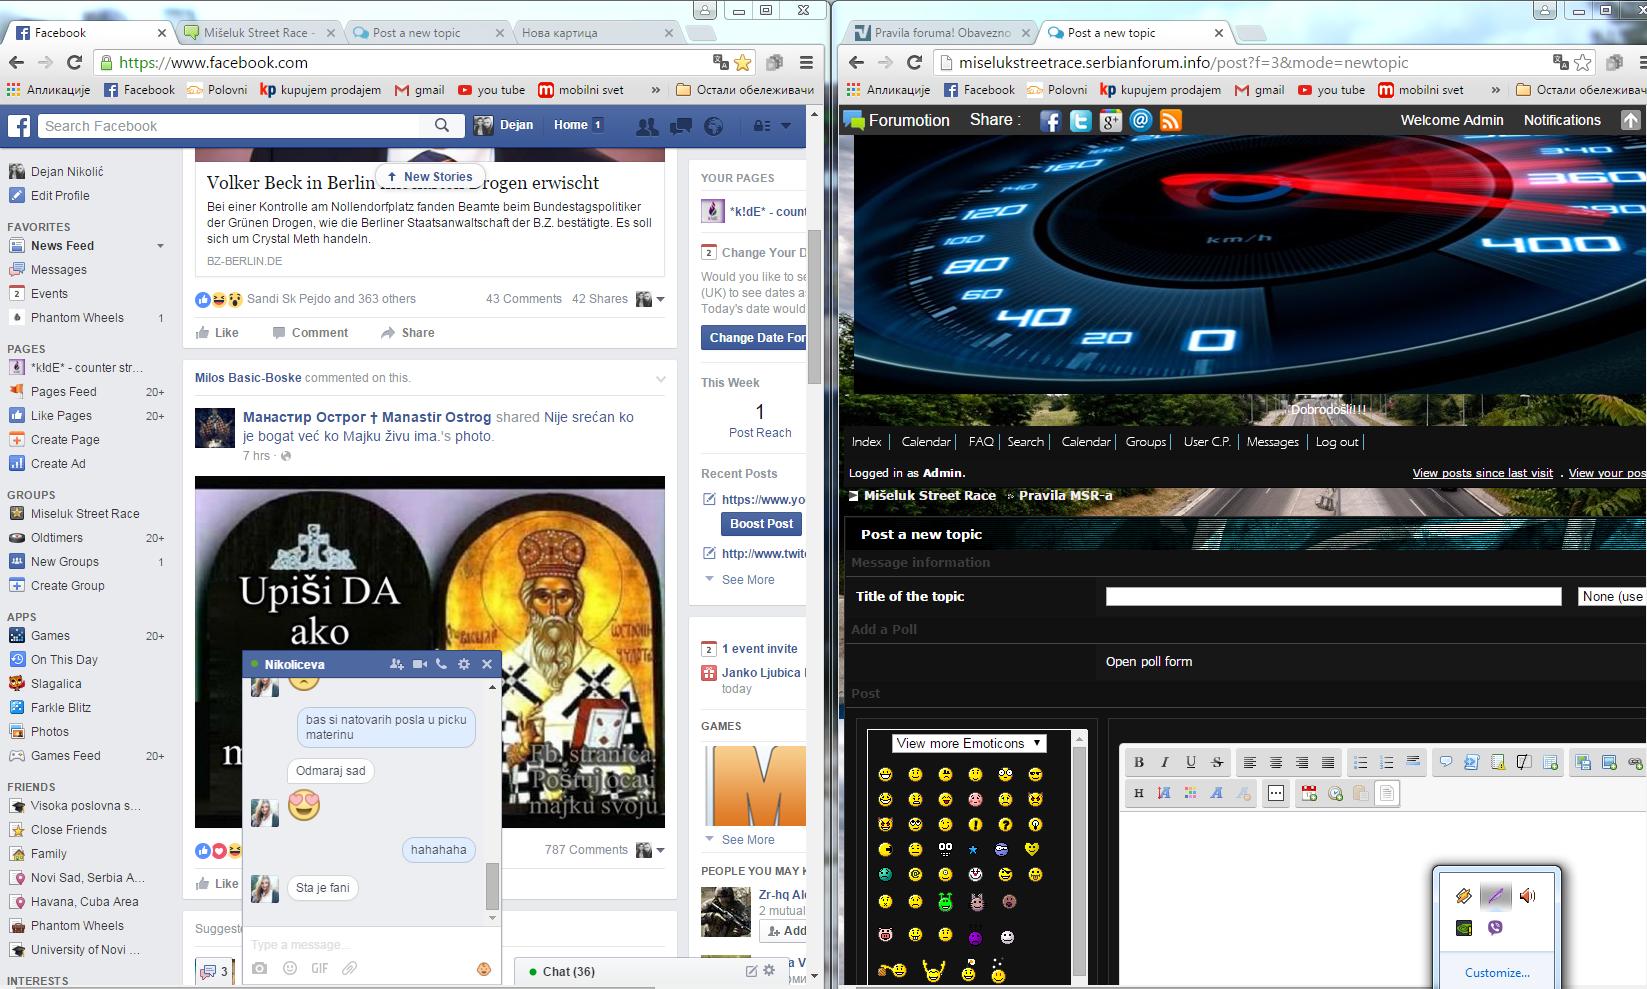 Facebook
Mišeluk Street Race -
Post a new topic
Нова картица
https://www.facebook.com
Апликације
Facebook
Polovni
kupujem prodajem
gmail
you tube
mobilni svet
»
Остали обележивачи
Search Facebook
Dejan
Home 1
Dejan Nikolić
Edit Profile
FAVORITES
News Feed
Messages
Events
Phantom Wheels 1
PAGES
*k!dE* - counter str...
Pages Feed 20+
Like Pages 20+
Create Page
Create Ad
GROUPS
Miseluk Street Race
Oldtimers 20+
New Groups 1
Create Group
APPS
Games 20+
On This Day
Slagalica
Farkle Blitz
Photos
Games Feed 20+
FRIENDS
Visoka poslovna s...
Close Friends
Family
Novi Sad, Serbia A...
Havana, Cuba Area
Phantom Wheels
University of Novi ...
INTERESTS
New Stories
Volker Beck in Berlin Drogen erwischt
Bei einer Kontrolle am Nollendorfplatz fanden Beamte beim Bundestagspolitiker
der Grünen Drogen, wie die Berliner Staatsanwaltschaft der B.Z. bestätigte. Es soll
sich um Crystal Meth handeln.
BZ-BERLIN.DE
Sandi Sk Pejdo and 363 others
43 Comments 42 Shares
Like Comment Share
Milos Basic-Boske commented on this.
Манастир Острог † Manastir Ostrog shared Nije srećan ko
je bogat već ko Majku živu ima.'s photo.
7 hrs ·
Upiši DA
ako
m
Fb. stranica
Poštuj ocau
majku svoju
787 Comments
Like
Nikoliceva
bas si natovarih posla u picku
materinu
Odmaraj sad
hahahaha
Sta je fani
Type a message...
GIF
3
Chat (36)
YOUR PAGES
*k!dE* - count
2 Change Your D
Would you like to se
(UK) to see dates as
Today's date would
Change Date For
This Week
1
Post Reach
Recent Posts
https://www.yo
Boost Post
http://www.twitc
See More
2 1 event invite
Janko Ljubica
today
GAMES
M
See More
PEOPLE YOU MAY K
Zr-hq Ale
2 mutual
Add
Pravila foruma! Obavezno
Post a new topic
miselukstreetrace.serbianforum.info/post?f=3&mode=newtopic
Апликације
Facebook
Polovni
kupujem prodajem
gmail
you tube
mobilni svet
»
Остали обележивачи
Forumotion
Share :
Welcome Admin
Notifications
160
140
120
100
80
60
40
20
0
km/h
340
360
390
400
Dobrodošli!!!
Index | Calendar | FAQ | Search | Calendar | Groups | User C.P. | Messages | Log out |
Logged in as Admin.
View posts since last visit . View your pos
Mišeluk Street Race » Pravila MSR-a
Post a new topic
Message information
Title of the topic
None (use
Add a Poll
Open poll form
Post
View more Emoticons
B I U S
H A A A
Customize...